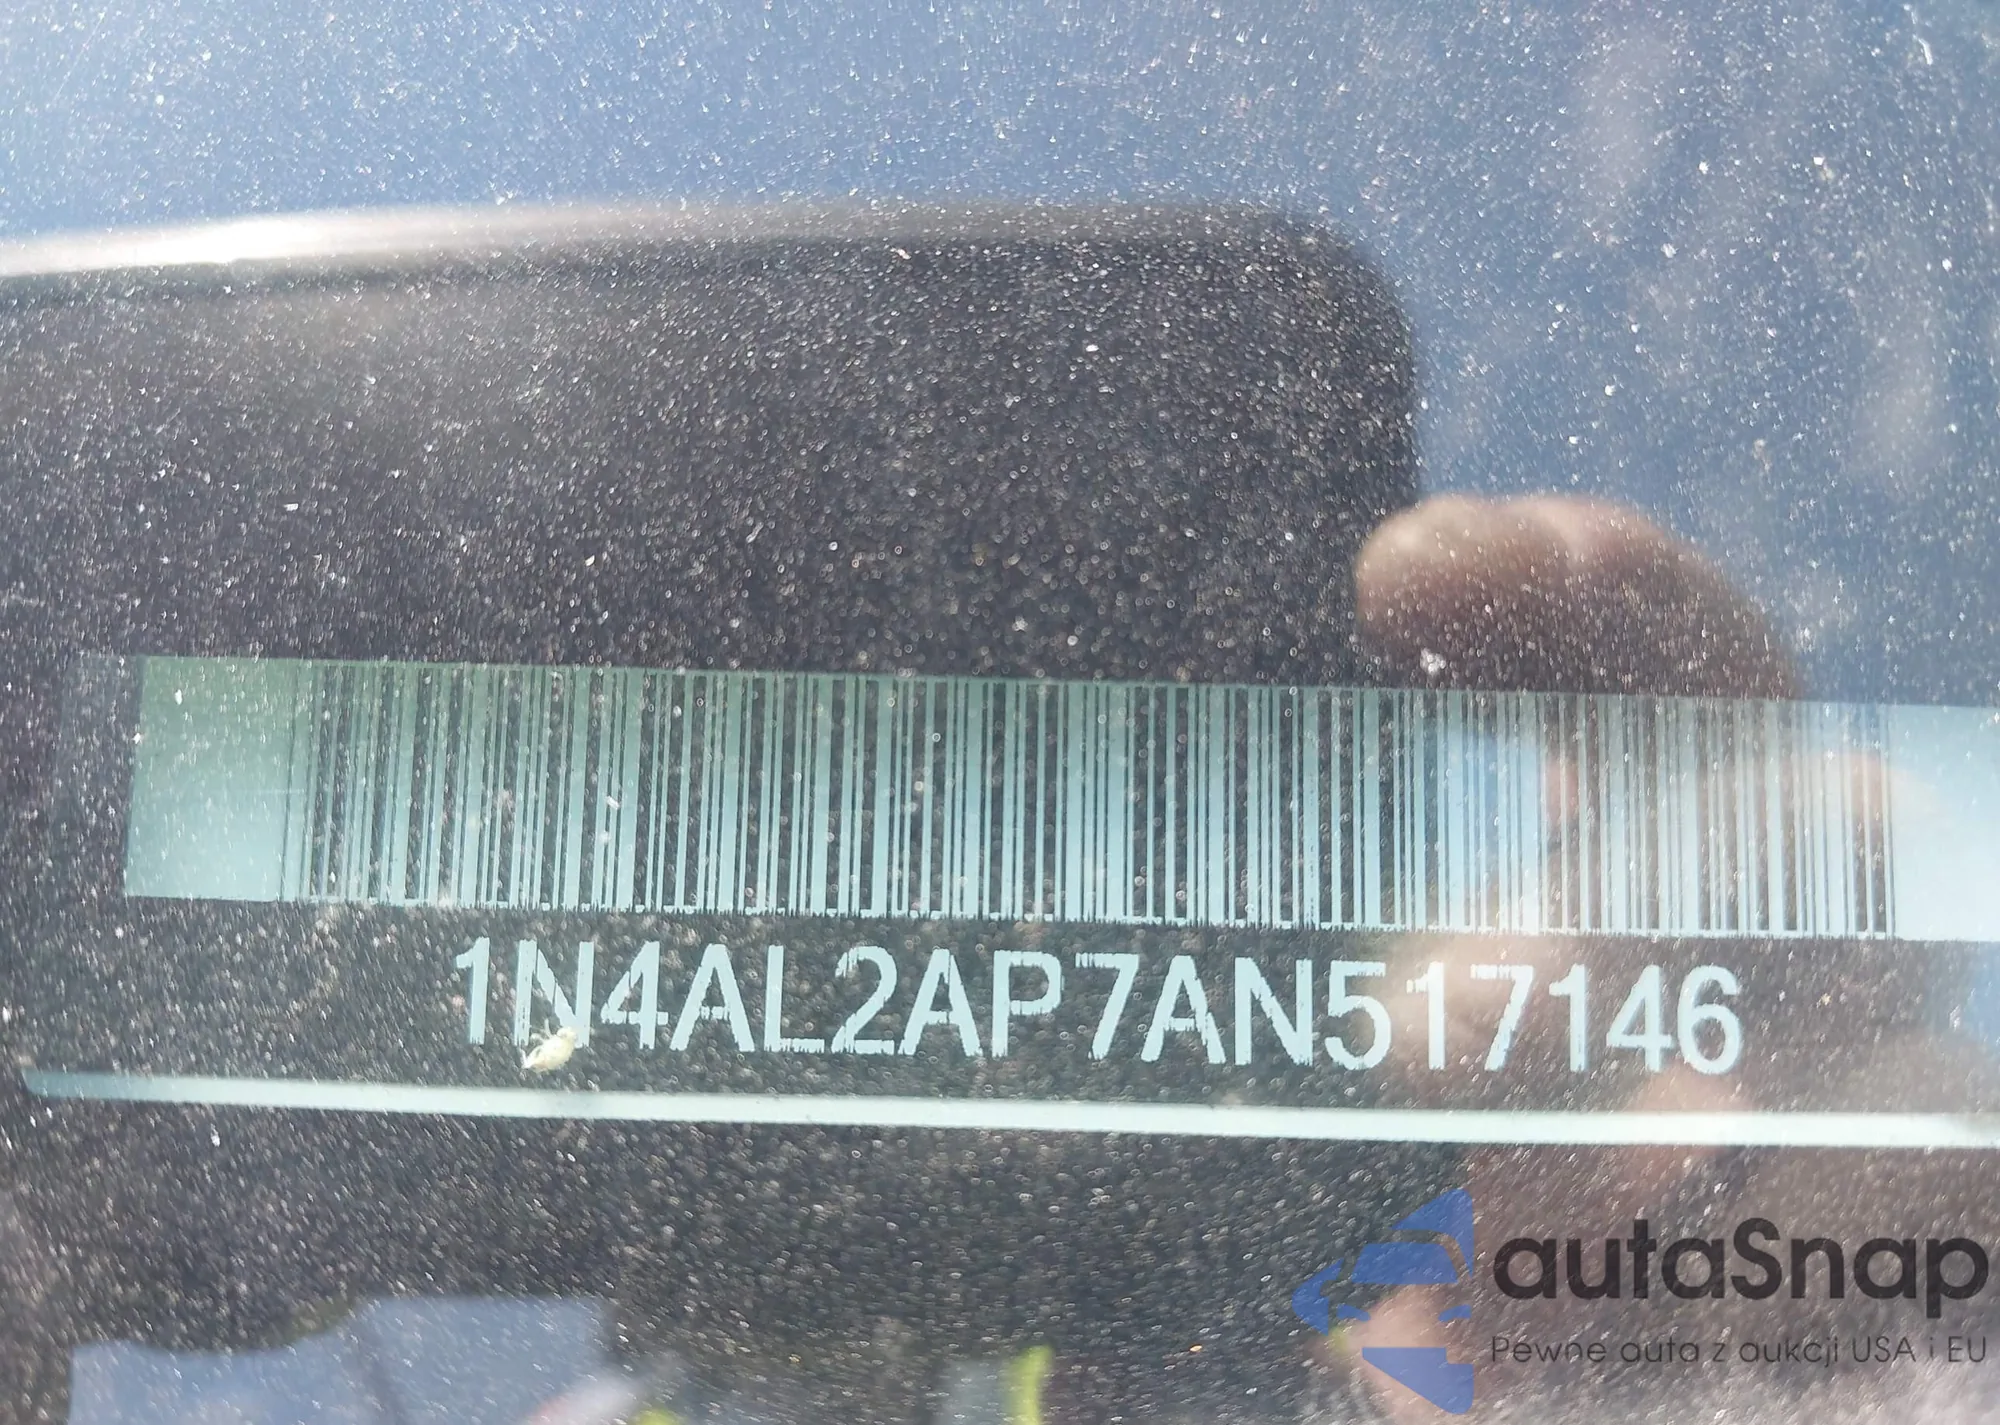 1N4AL2AP7AN517146
autaSnap
Pewne auta z aukcji USA i EU